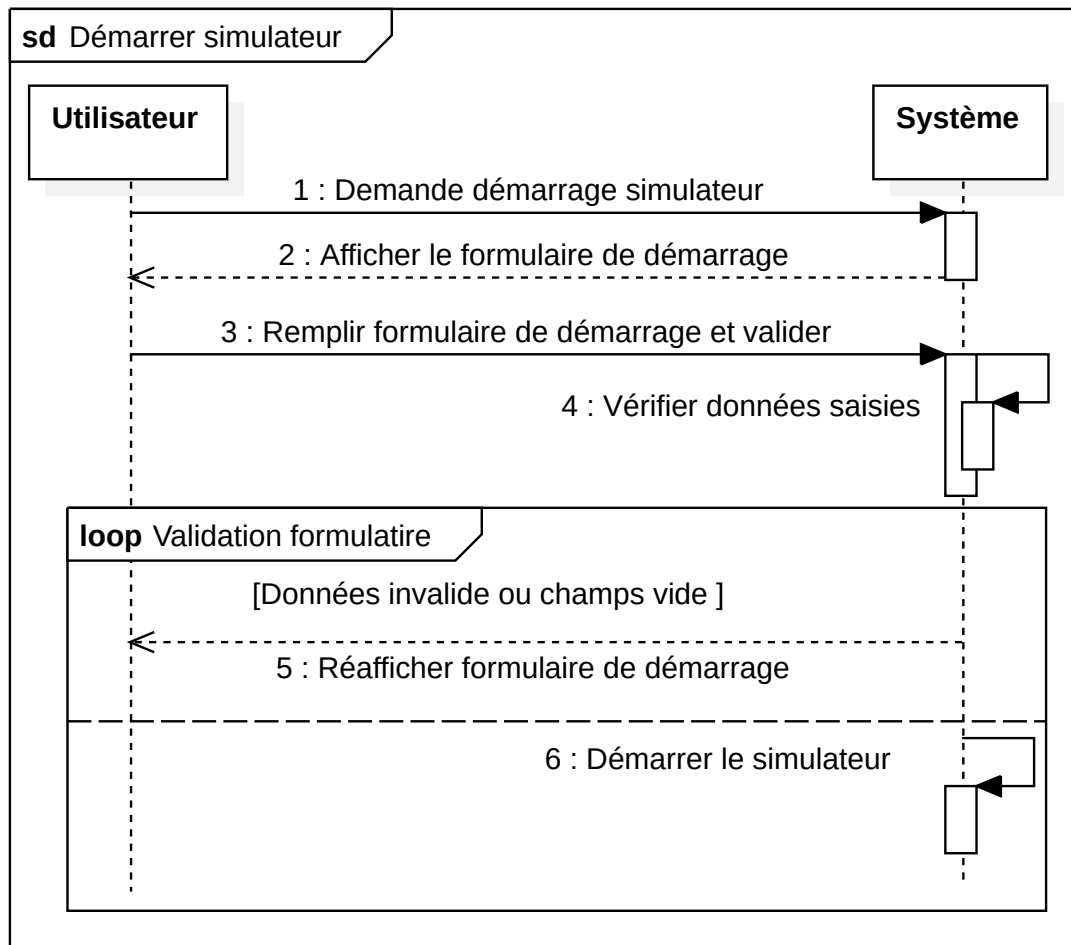 sd Démarrer simulateur
Utilisateur
Système
1 : Demande démarrage simulateur
2 : Afficher le formulaire de démarrage
3 : Remplir formulaire de démarrage et valider
4 : Vérifier données saisies
loop Validation formulatire
[Données invalide ou champs vide ]
5 : Réafficher formulaire de démarrage
6 : Démarrer le simulateur